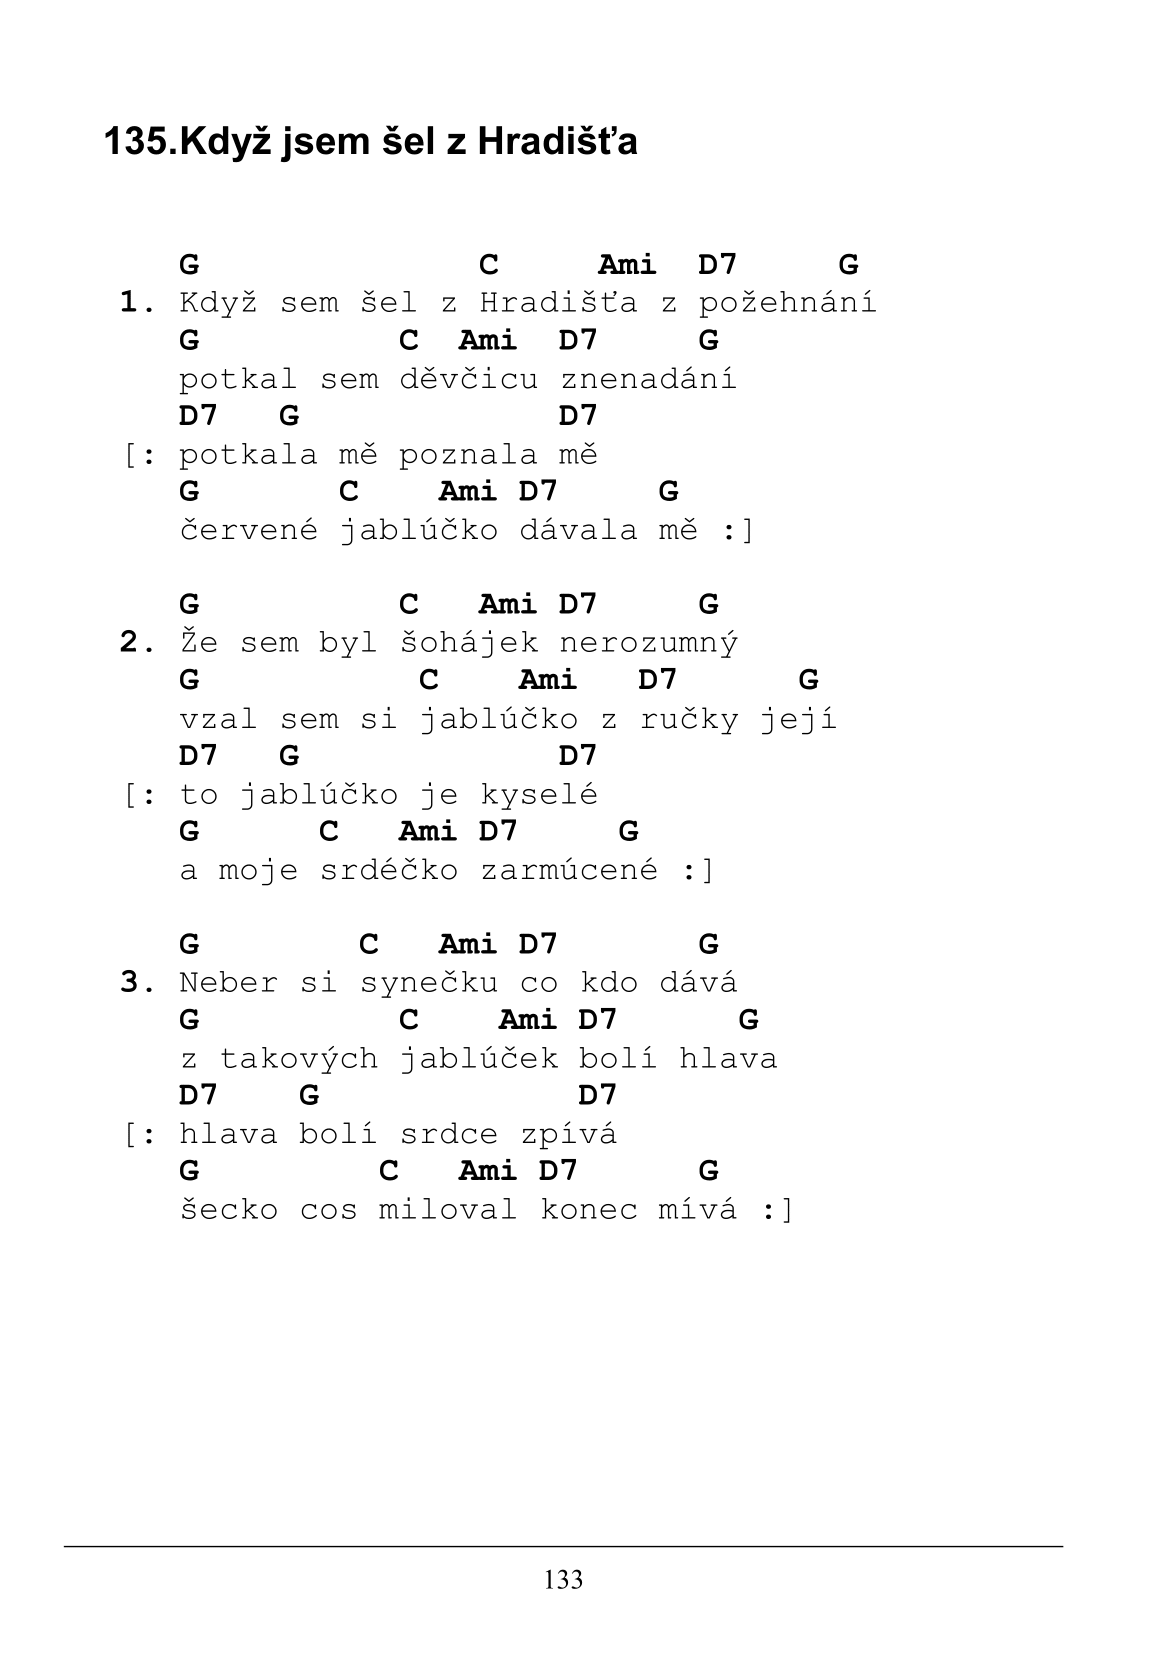 135.Když jsem šel z Hradišťa
G C Ami D7 G
1. Když sem šel z Hradišťa z požehnání
G C Ami D7 G
potkal sem děvčicu znenadání
D7 G D7
[: potkala mě poznala mě
G C Ami D7 G
červené jablúčko dávala mě :]
G C Ami D7 G
2. Že sem byl šohájek nerozumný
G C Ami D7 G
vzal sem si jablúčko z ručky její
D7 G D7
[: to jablúčko je kyselé
G C Ami D7 G
a moje srdéčko zarmúcené :]
G C Ami D7 G
3. Neber si synečku co kdo dává
G C Ami D7 G
z takových jablúček bolí hlava
D7 G D7
[: hlava bolí srdce zpívá
G C Ami D7 G
šecko cos miloval konec mívá :]
133